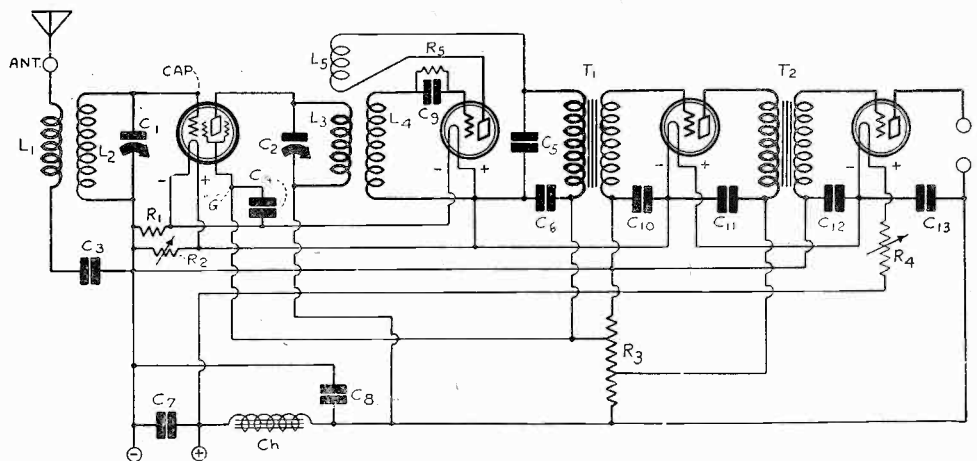 ANT.
CAP
L1
L2
C1
G
C
C2
L3
L5
R5
L4
C9
C5
T1
T2
C6
C10
C11
C12
C13
R1
R2
C3
R3
R4
C7
C8
Ch
- +
- +
- +
- +
- +